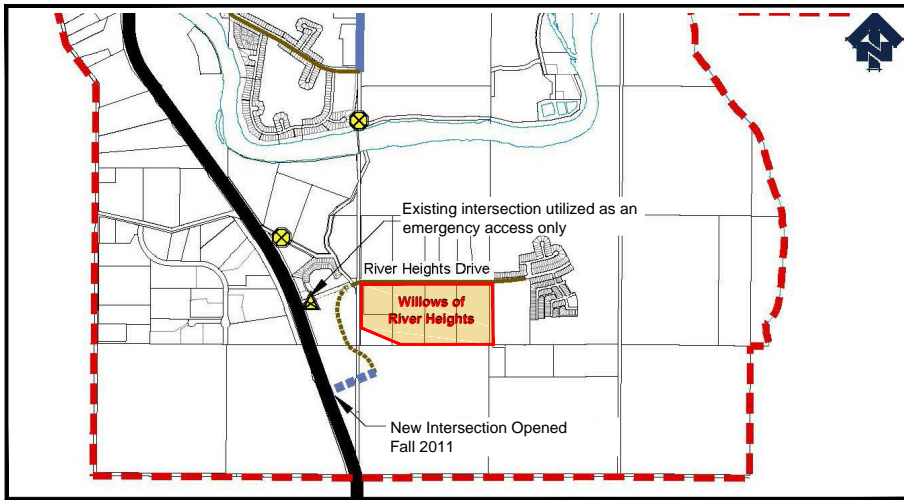 N
Existing intersection utilized as an
emergency access only
River Heights Drive
Willows of
River Heights
New Intersection Opened
Fall 2011